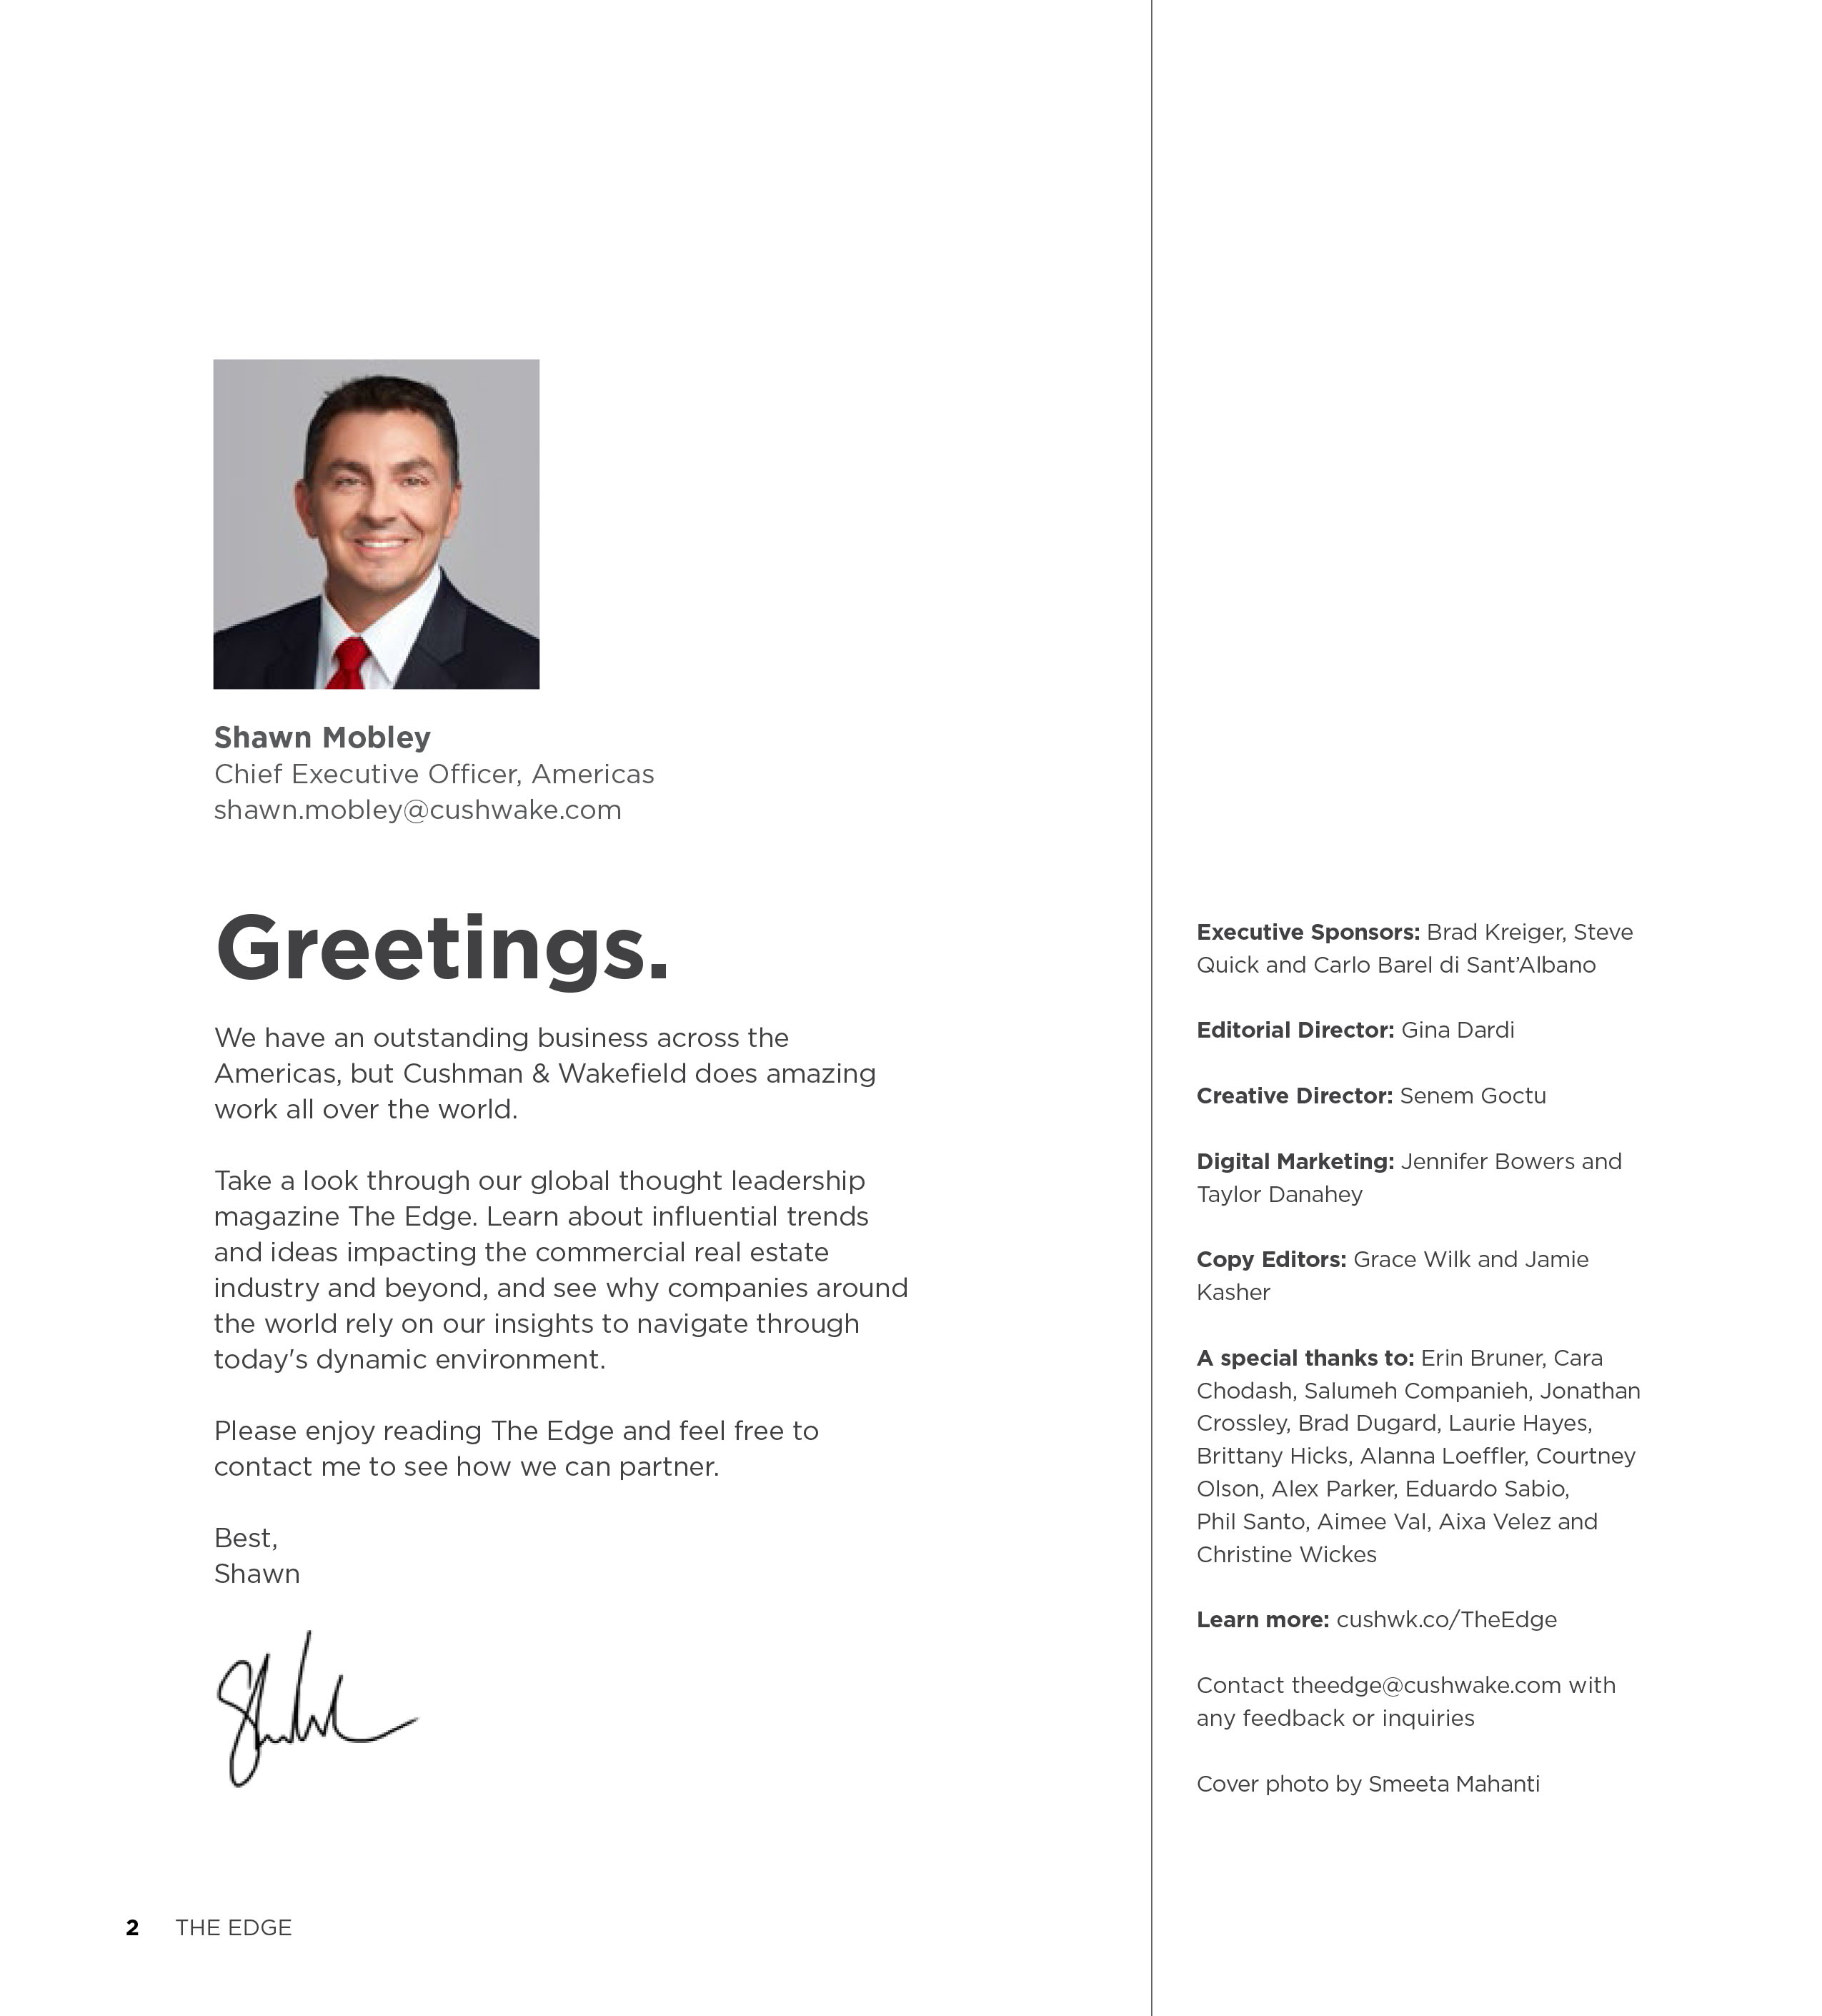 Shawn Mobley
Chief Executive Officer, Americas
shawn.mobley@cushwake.com
Greetings.
We have an outstanding business across the
Americas, but Cushman & Wakefield does amazing
work all over the world.
Take a look through our global thought leadership
magazine The Edge. Learn about influential trends
and ideas impacting the commercial real estate
industry and beyond, and see why companies around
the world rely on our insights to navigate through
today's dynamic environment.
Please enjoy reading The Edge and feel free to
contact me to see how we can partner.
Best,
Shawn
Executive Sponsors: Brad Kreiger, Steve
Quick and Carlo Barel di Sant’Albano
Editorial Director: Gina Dardi
Creative Director: Senem Goctu
Digital Marketing: Jennifer Bowers and
Taylor Danahey
Copy Editors: Grace Wilk and Jamie
Kasher
A special thanks to: Erin Bruner, Cara
Chodash, Salumeh Companieh, Jonathan
Crossley, Brad Dugard, Laurie Hayes,
Brittany Hicks, Alanna Loeffler, Courtney
Olson, Alex Parker, Eduardo Sabio,
Phil Santo, Aimee Val, Aixa Velez and
Christine Wickes
Learn more: cushwk.co/TheEdge
Contact theedge@cushwake.com with
any feedback or inquiries
Cover photo by Smeeta Mahanti
2 THE EDGE